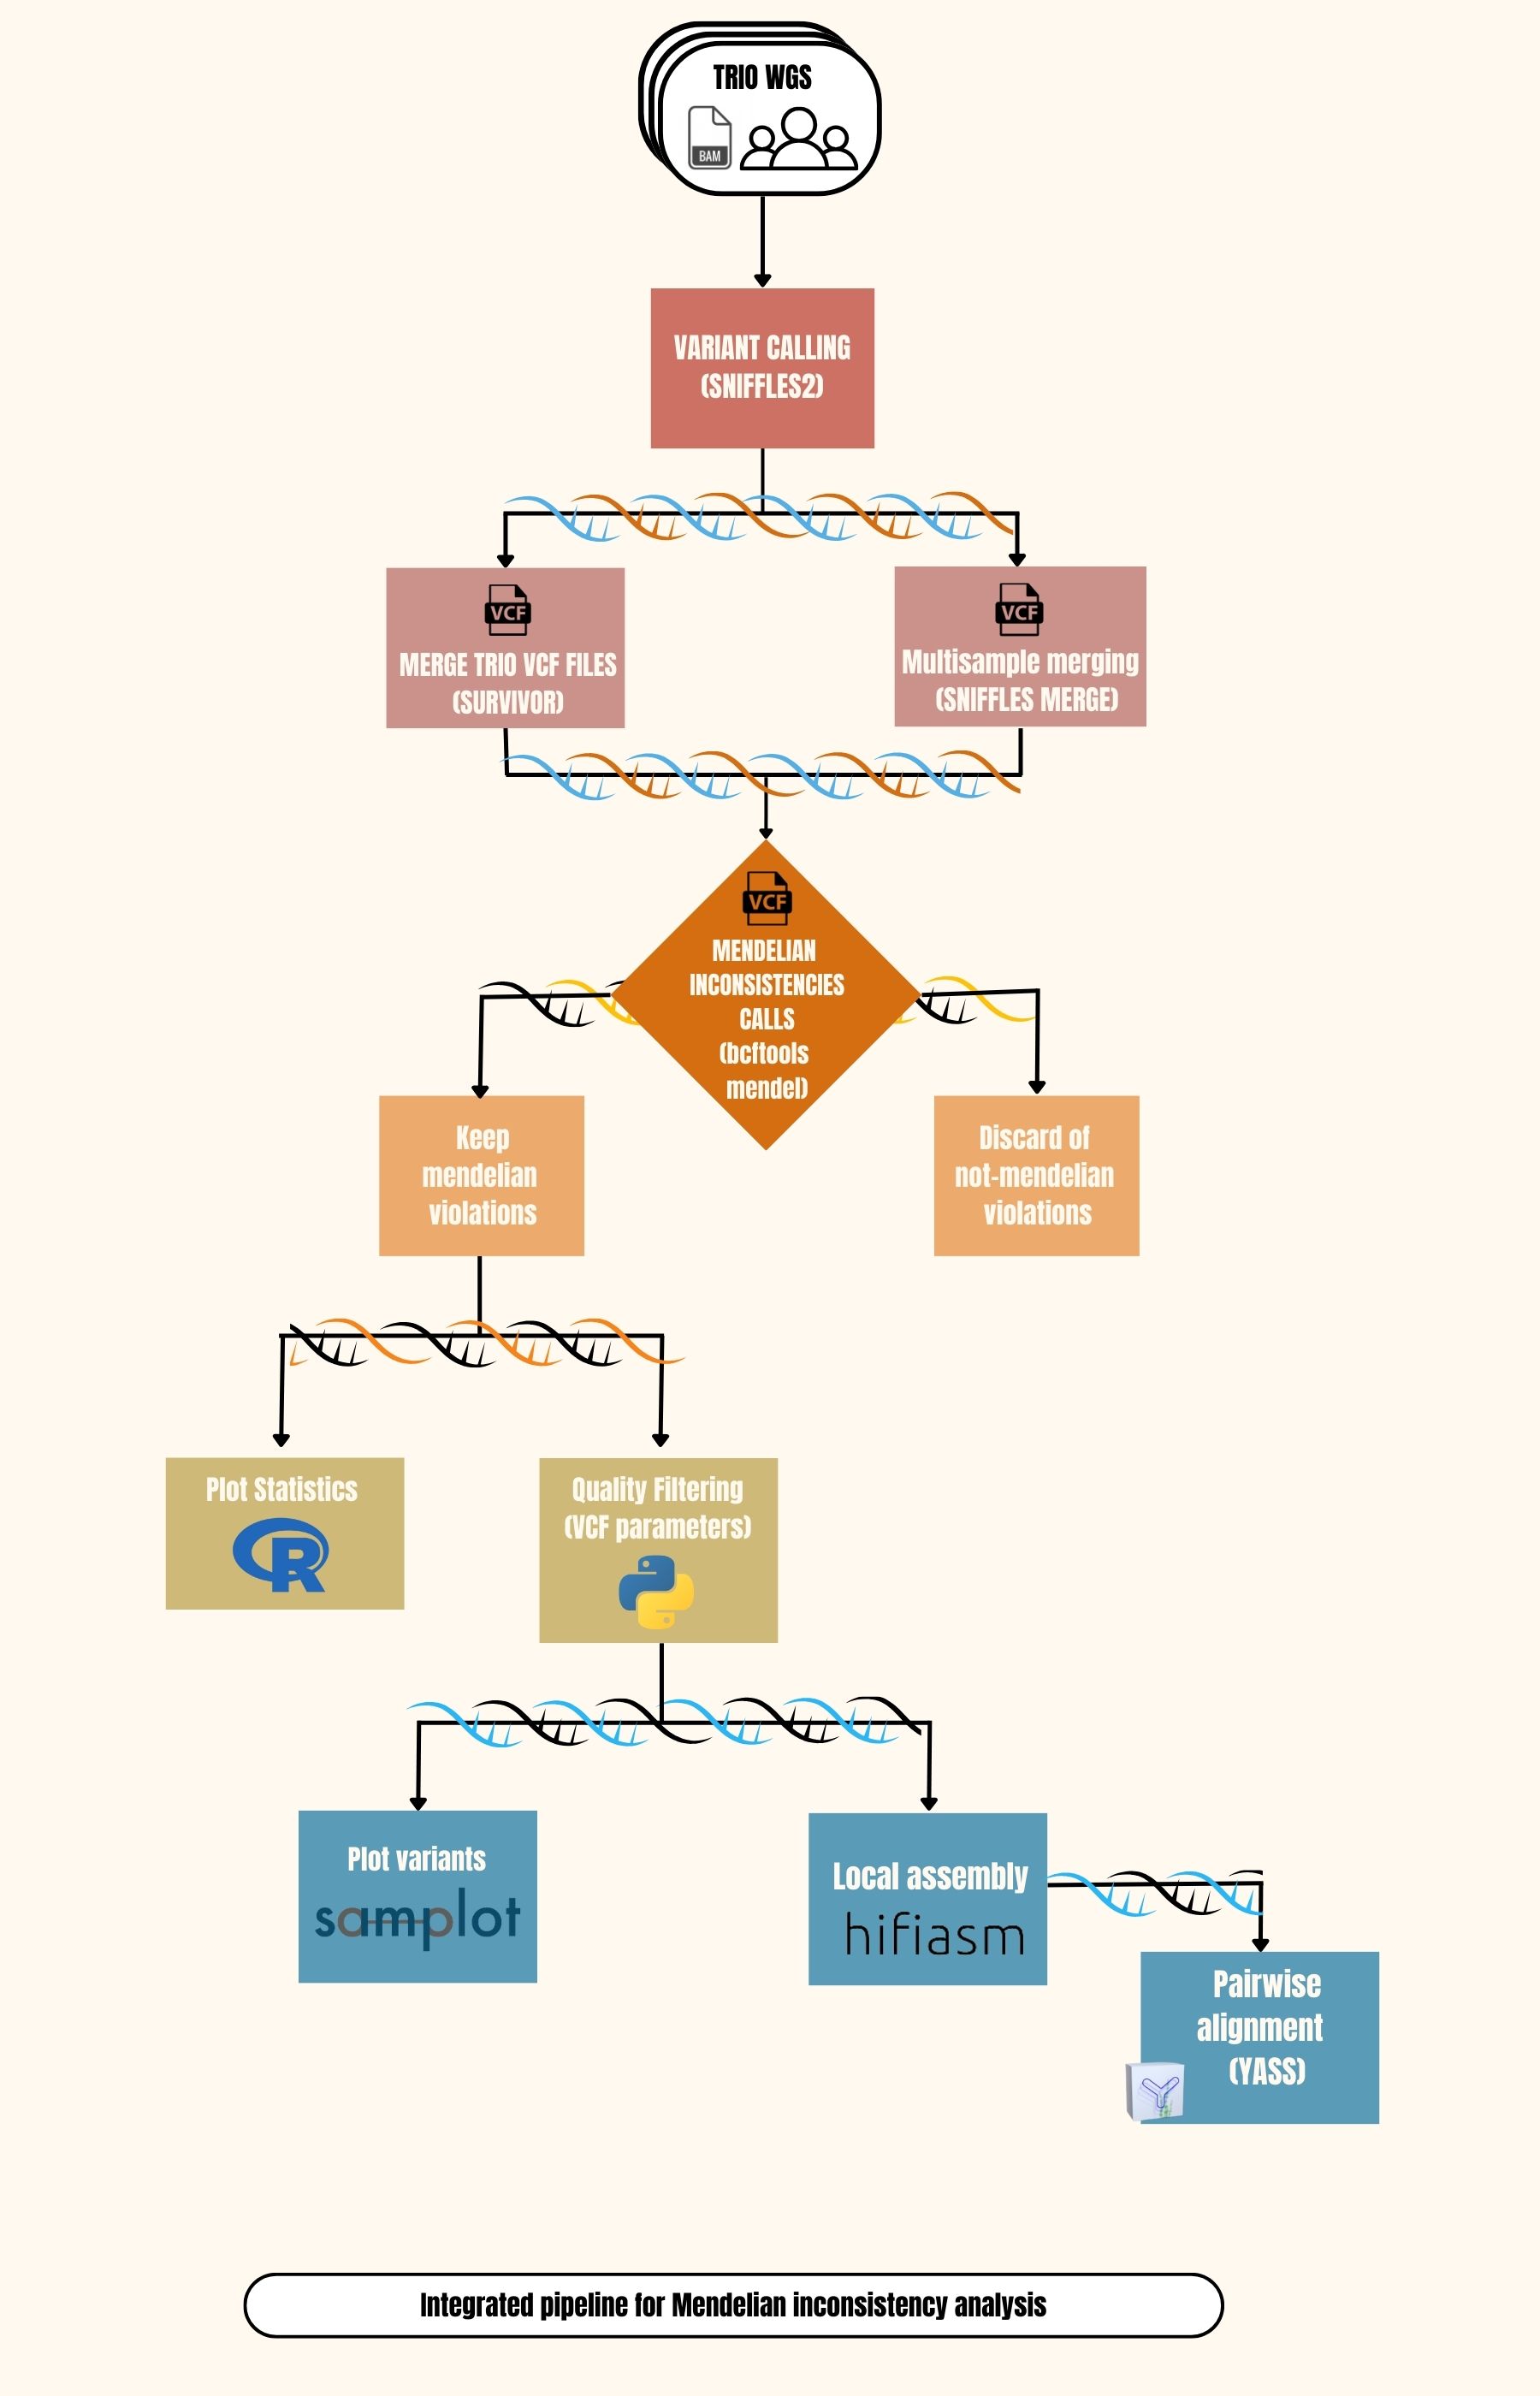 TRIO WGS
BAM
VARIANT CALLING
(SNIFFLES2)
VCF
MERGE TRIO VCF FILES
(SURVIVOR)
VCF
Multisample merging
(SNIFFLES MERGE)
VCF
MENDELIAN
INCONSISTENCIES
CALLS
(bcftools
mendel)
Keep
mendelian
violations
Discard of
not-mendelian
violations
Plot Statistics
R
Quality Filtering
(VCF parameters)
Plot variants
samplot
Local assembly
hifiasm
Pairwise
alignment
(YASS)
Y
Integrated pipeline for Mendelian inconsistency analysis